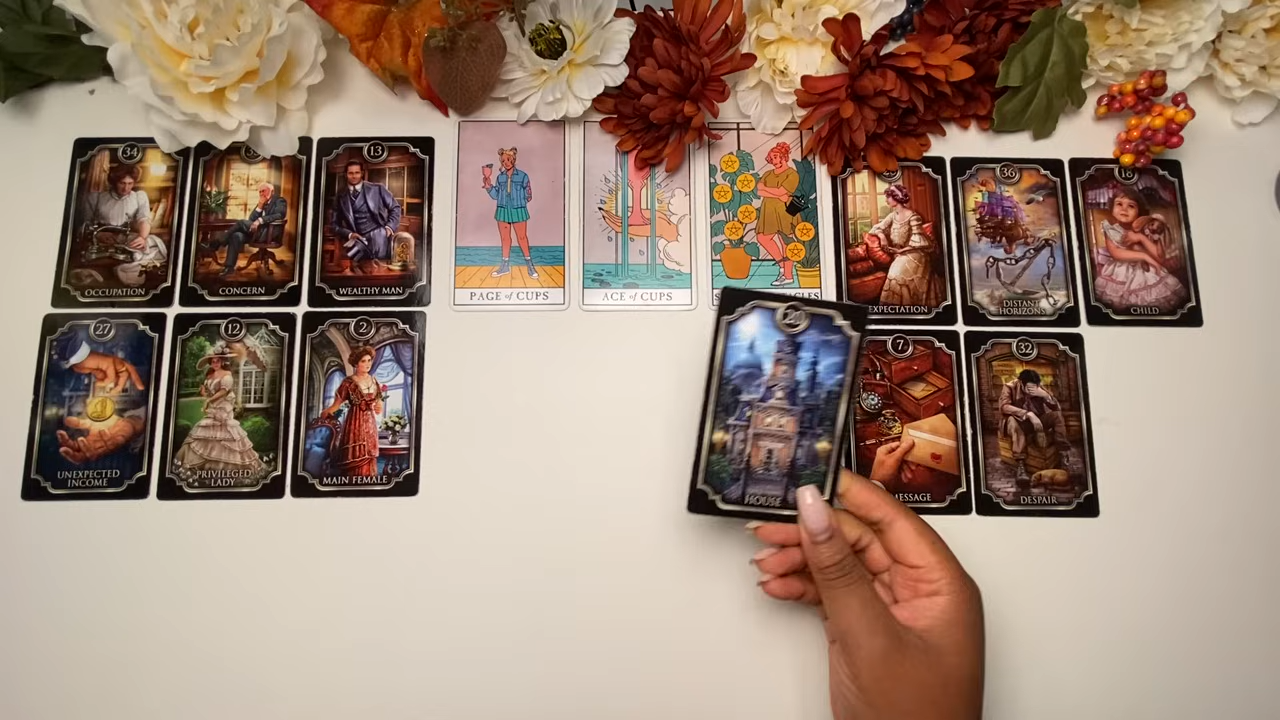 34
13
OCCUPATION
CONCERN
WEALTHY MAN
PAGE of CUPS
ACE of CUPS
36
18
EXPECTATION
DISTANT
HORIZONS
CHILD
27
UNEXPECTED
INCOME
12
PRIVILEGED
LADY
2
MAIN FEMALE
HOUSE
7
MESSAGE
32
DESPAIR